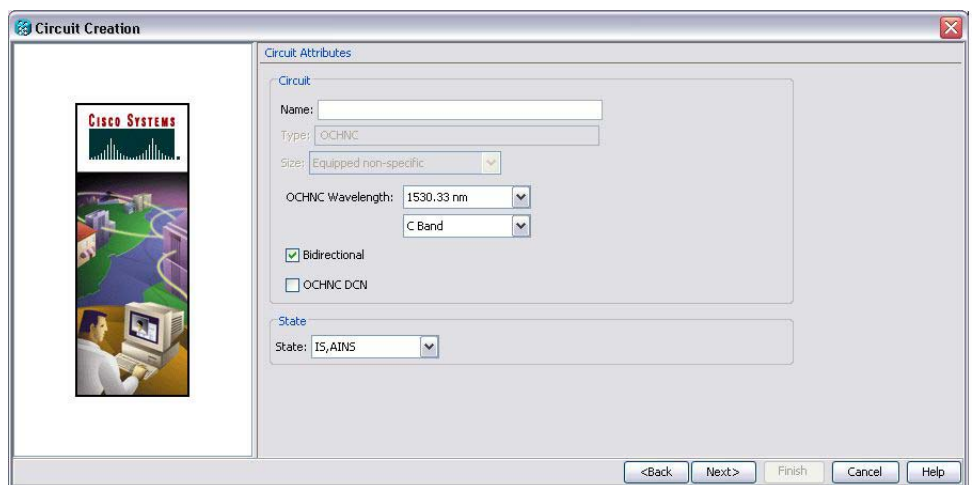 Circuit Creation
CISCO SYSTEMS
Circuit Attributes
Circuit
Name:
Type: OCHNC
Size: Equipped non-specific
OCHNC Wavelength: 1530.33 nm
C Band
Bidirectional
OCHNC DCN
State
State: IS,AINS
<Back Next> Finish Cancel Help